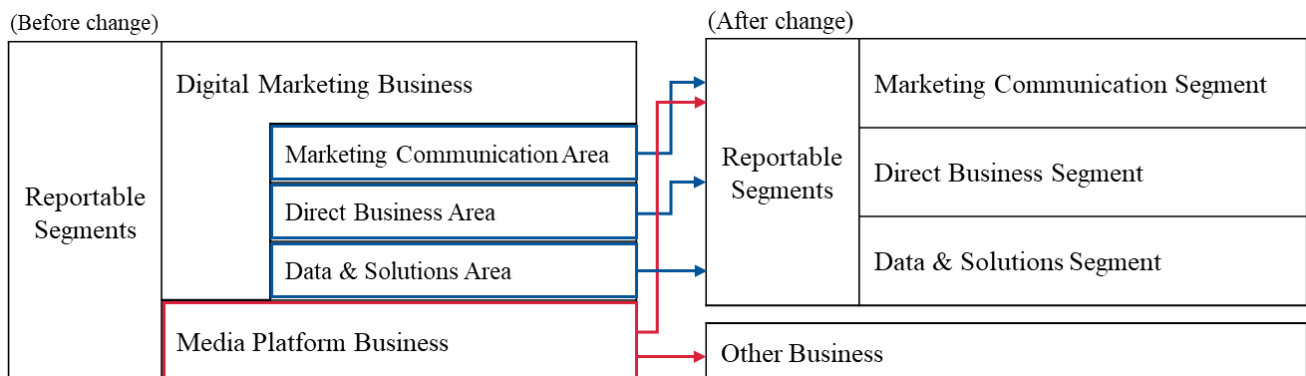 (Before change)
Reportable
Segments
Digital Marketing Business
Marketing Communication Area
Direct Business Area
Data & Solutions Area
Media Platform Business
(After change)
Reportable
Segments
Marketing Communication Segment
Direct Business Segment
Data & Solutions Segment
Other Business